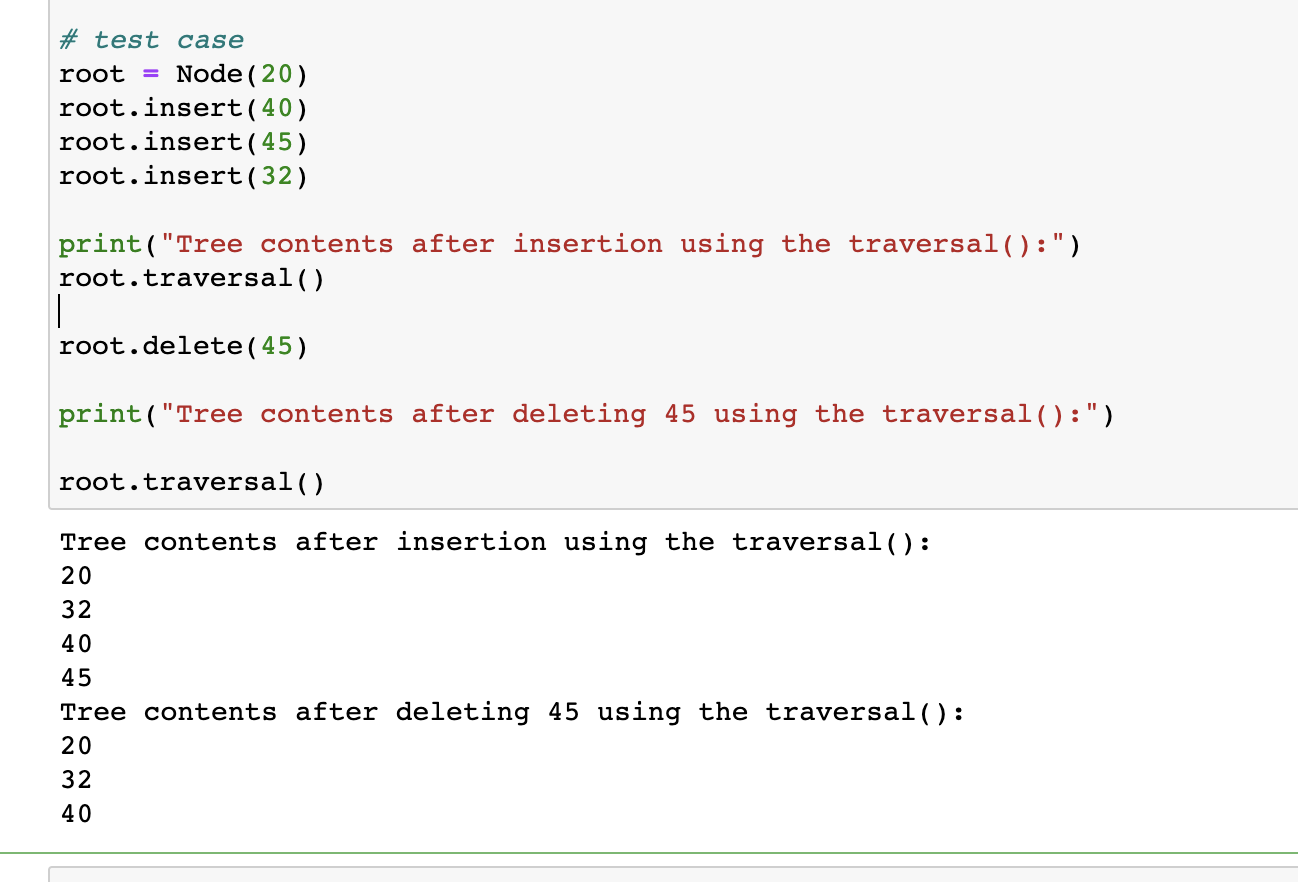 # test case
root = Node(20)
root.insert(40)
root.insert(45)
root.insert(32)
print("Tree contents after insertion using the traversal():")
root.traversal()
root.delete(45)
print("Tree contents after deleting 45 using the traversal():")
root.traversal()
Tree contents after insertion using the traversal():
20
32
40
45
Tree contents after deleting 45 using the traversal():
20
32
40